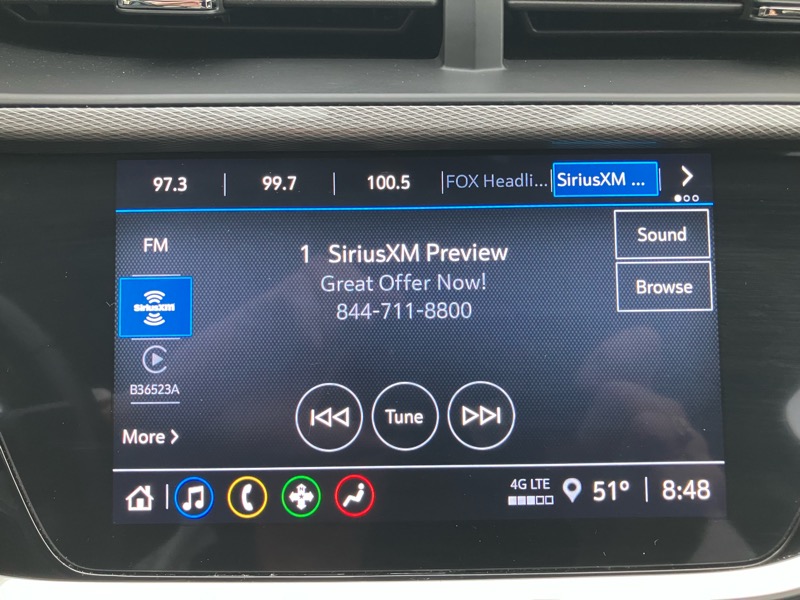 97.3 | 99.7 | 100.5 | FOX Headli... | SiriusXM ...
FM
SiriusXM
B36523A
More >
1 SiriusXM Preview
Great Offer Now!
844-711-8800
Sound
Browse
Tune
4G LTE
51° | 8:48